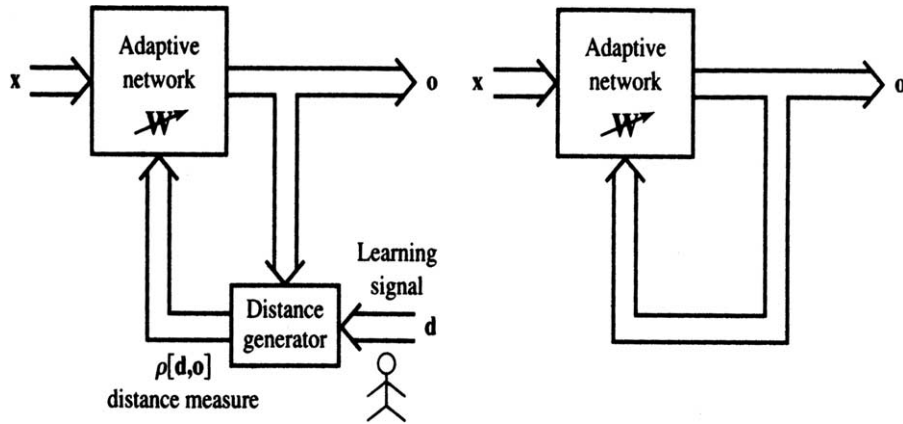 Adaptive
network
x
W
o
Learning
signal
Distance
generator
d
ρ[d,o]
distance measure
Adaptive
network
x
W
o